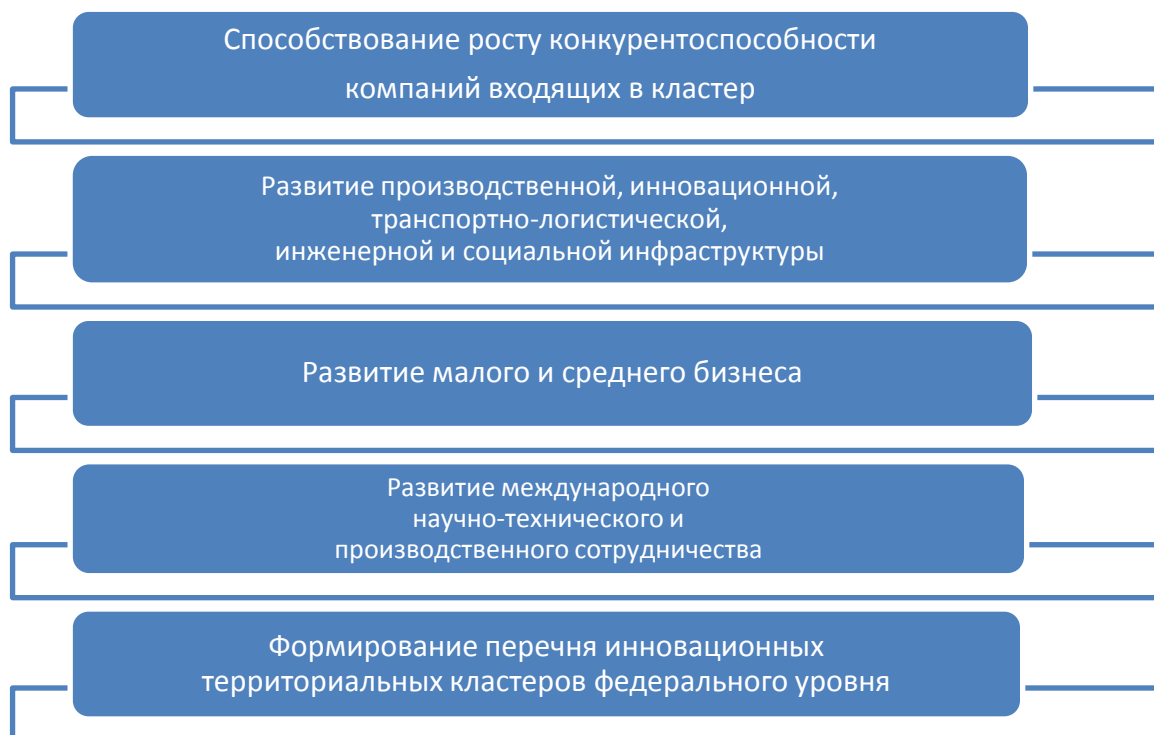 Способствование росту конкурентоспособности
компаний входящих в кластер
Развитие производственной, инновационной,
транспортно-логистической,
инженерной и социальной инфраструктуры
Развитие малого и среднего бизнеса
Развитие международного
научно-технического и
производственного сотрудничества
Формирование перечня инновационных
территориальных кластеров федерального уровня